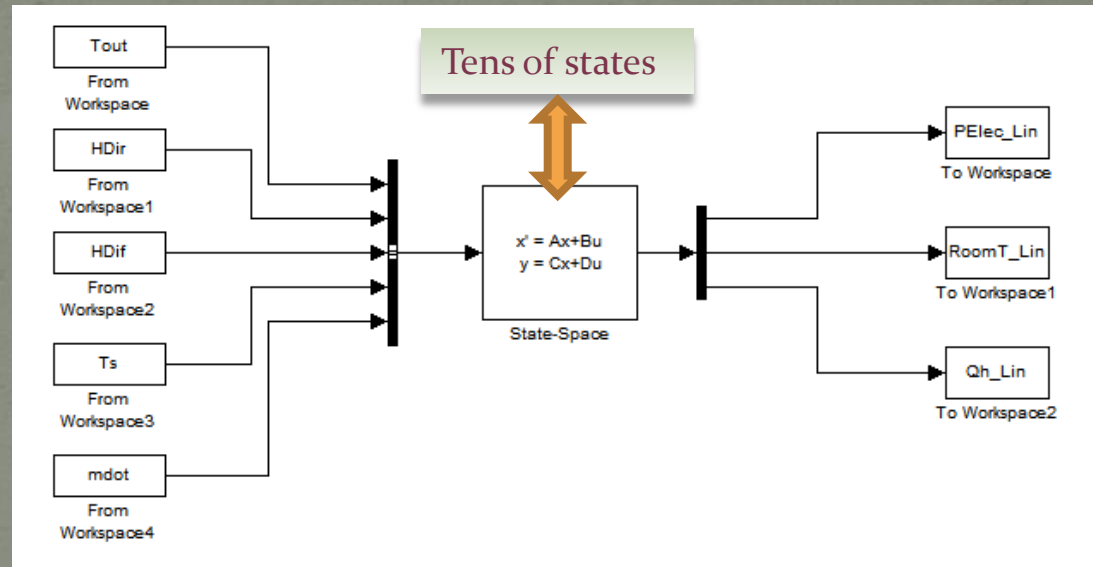 Tout
From
Workspace
HDir
From
Workspace1
HDif
From
Workspace2
Ts
From
Workspace3
mdot
From
Workspace4
Tens of states
x' = Ax+Bu
y = Cx+Du
State-Space
PElec_Lin
To Workspace
RoomT_Lin
To Workspace1
Qh_Lin
To Workspace2